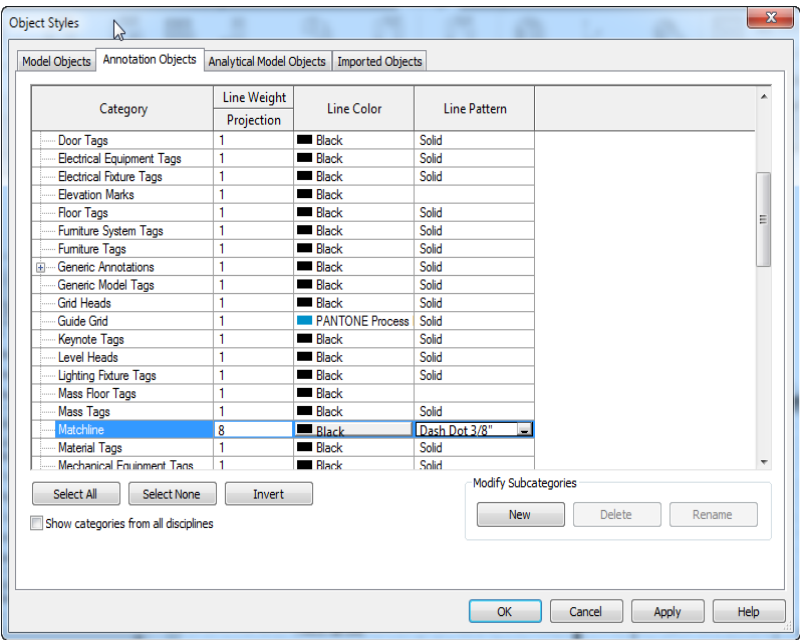 Object Styles
x
Model Objects Annotation Objects Analytical Model Objects Imported Objects
Category Line Weight Line Color Line Pattern
Projection
Door Tags 1 Black Solid
Electrical Equipment Tags 1 Black Solid
Electrical Fixture Tags 1 Black Solid
Elevation Marks 1 Black
Floor Tags 1 Black Solid
Furniture System Tags 1 Black Solid
Furniture Tags 1 Black Solid
Generic Annotations 1 Black Solid
Generic Model Tags 1 Black Solid
Grid Heads 1 Black Solid
Guide Grid 1 PANTONE Process Solid
Keynote Tags 1 Black Solid
Level Heads 1 Black Solid
Lighting Fixture Tags 1 Black Solid
Mass Floor Tags 1 Black
Mass Tags 1 Black Solid
Matchline 8 Black Dash Dot 3/8"
Material Tags 1 Black Solid
Mechanical Equipment Tags 1 Black Solid
Select All Select None Invert
Show categories from all disciplines
Modify Subcategories
New Delete Rename
OK Cancel Apply Help